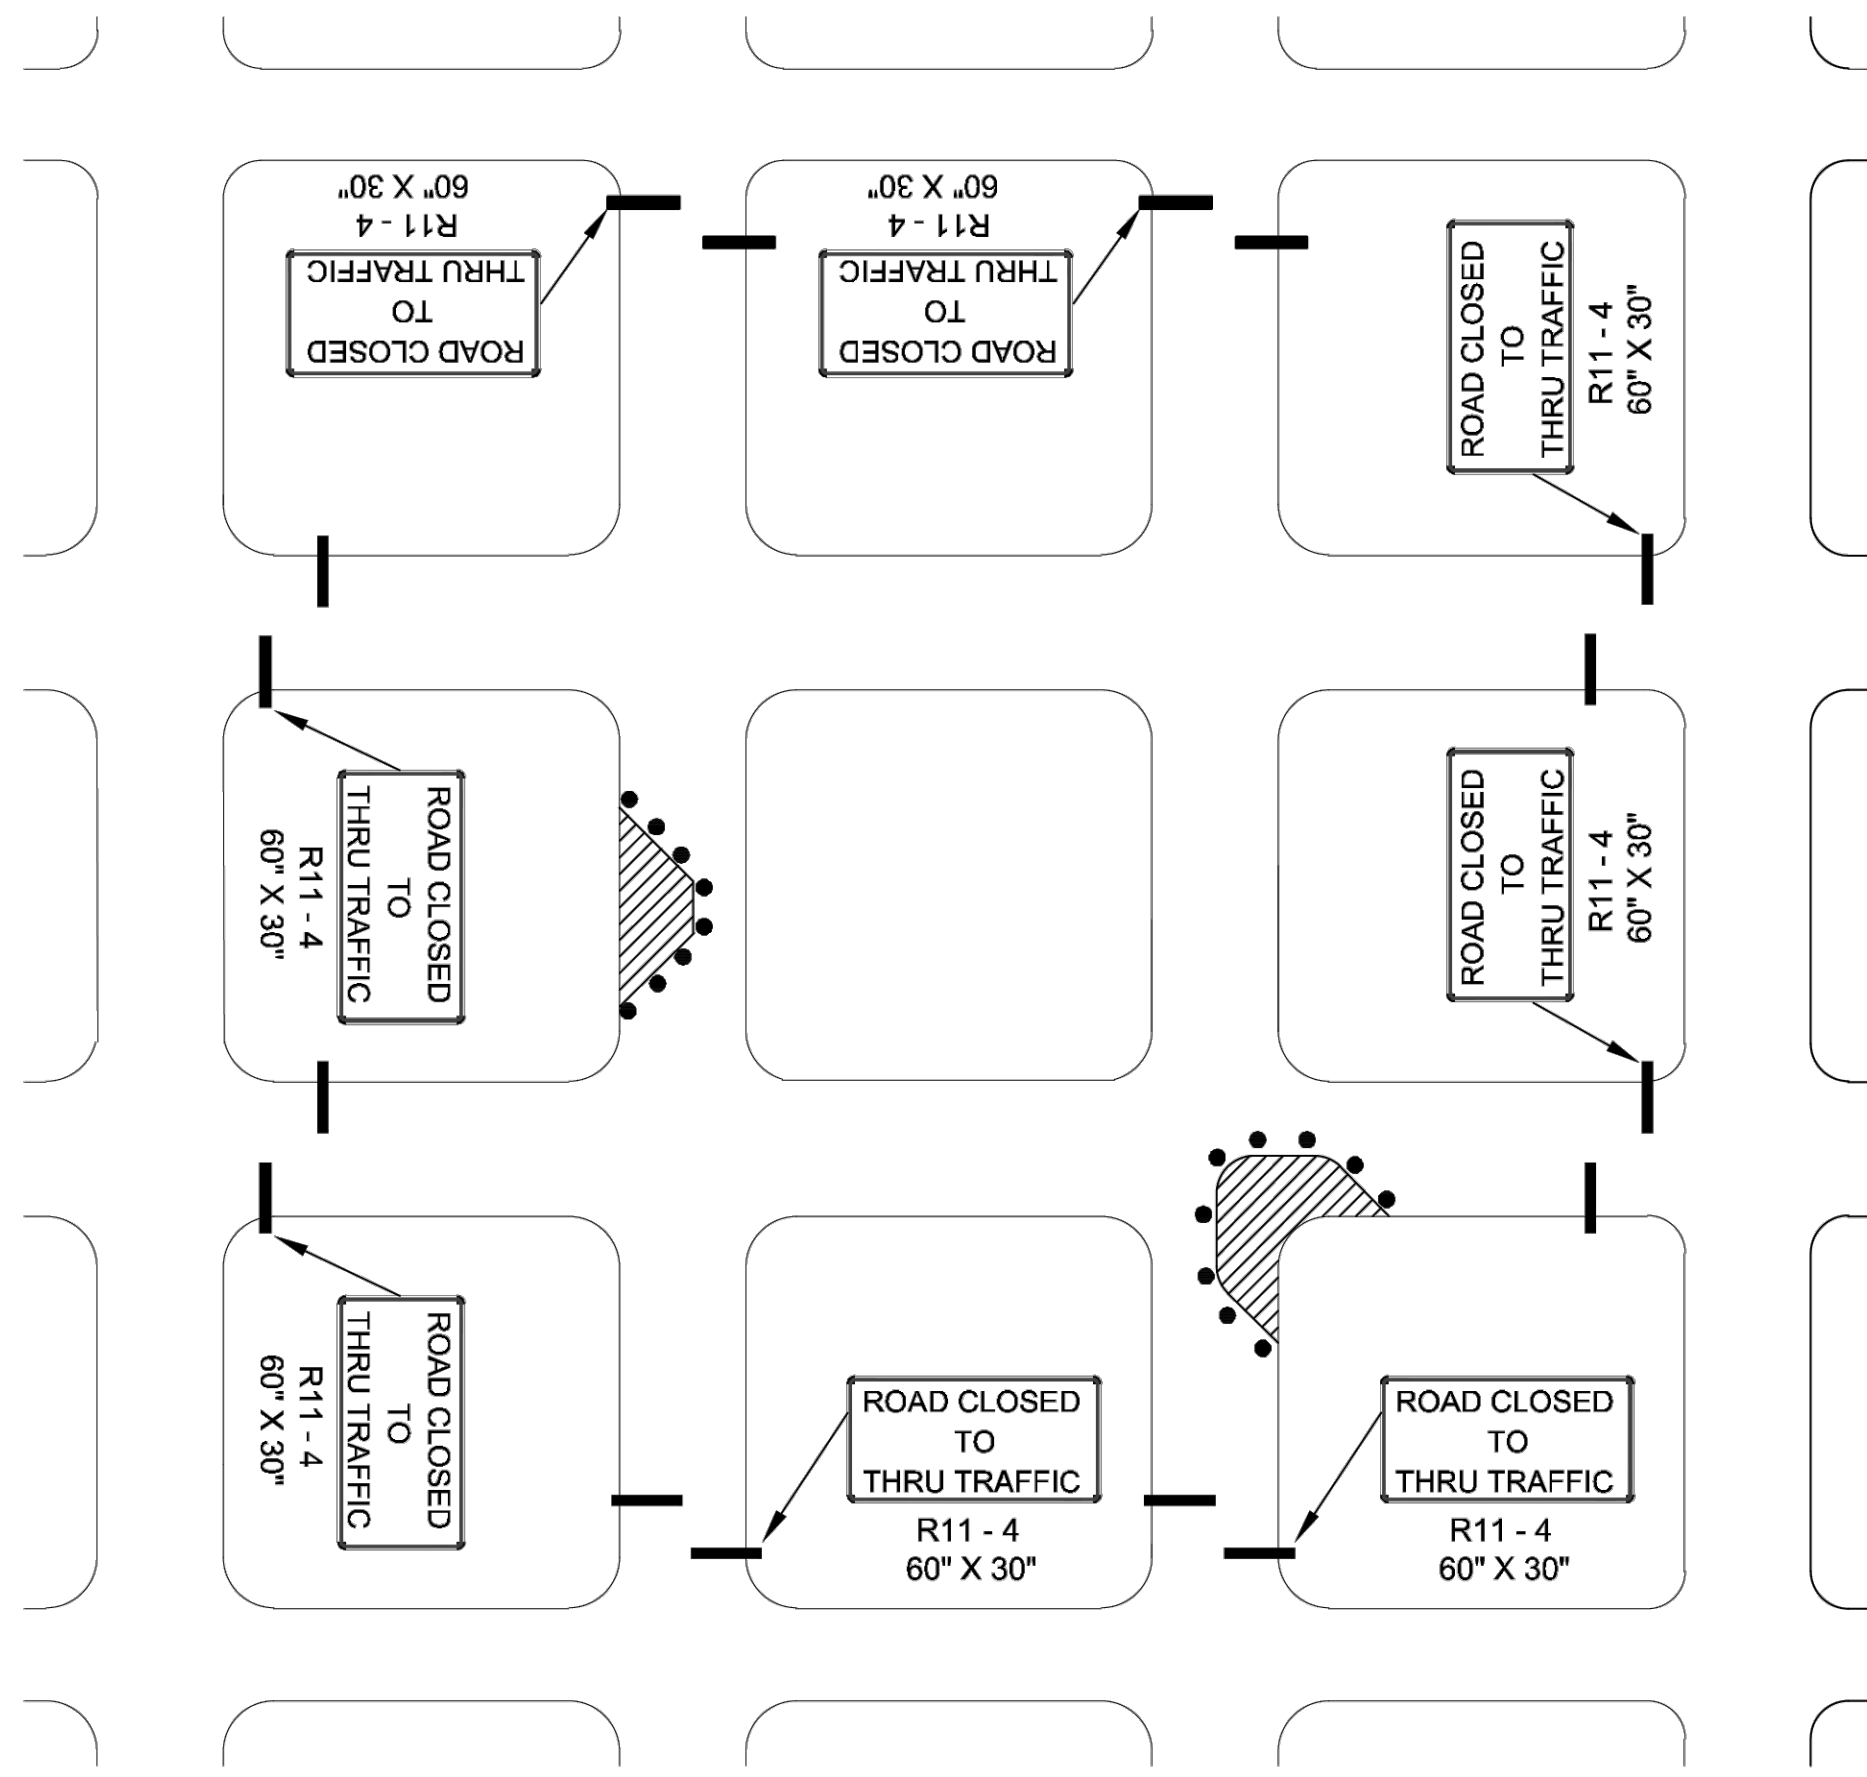 60" X 30"
R11 - 4
THRU TRAFFIC
TO
ROAD CLOSED
60" X 30"
R11 - 4
THRU TRAFFIC
TO
ROAD CLOSED
ROAD CLOSED
TO
THRU TRAFFIC
R11 - 4
60" X 30"
ROAD CLOSED
TO
THRU TRAFFIC
R11 - 4
60" X 30"
ROAD CLOSED
TO
THRU TRAFFIC
R11 - 4
60" X 30"
ROAD CLOSED
TO
THRU TRAFFIC
R11 - 4
60" X 30"
ROAD CLOSED
TO
THRU TRAFFIC
R11 - 4
60" X 30"
ROAD CLOSED
TO
THRU TRAFFIC
R11 - 4
60" X 30"